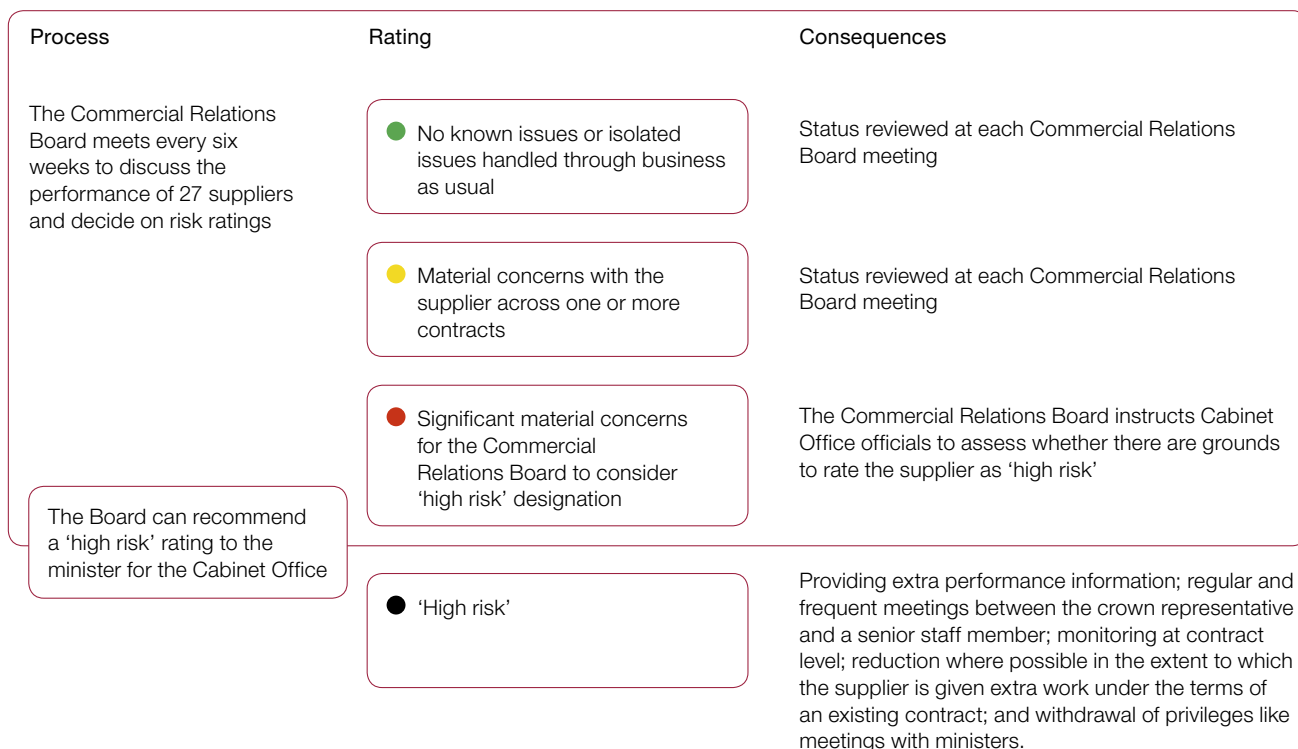 Process
Rating
Consequences
The Commercial Relations
Board meets every six
weeks to discuss the
performance of 27 suppliers
and decide on risk ratings
No known issues or isolated
issues handled through business
as usual
Status reviewed at each Commercial Relations
Board meeting
Material concerns with the
supplier across one or more
contracts
Status reviewed at each Commercial Relations
Board meeting
Significant material concerns
for the Commercial
Relations Board to consider
‘high risk’ designation
The Commercial Relations Board instructs Cabinet
Office officials to assess whether there are grounds
to rate the supplier as ‘high risk’
The Board can recommend
a ‘high risk’ rating to the
minister for the Cabinet Office
‘High risk’
Providing extra performance information; regular and
frequent meetings between the crown representative
and a senior staff member; monitoring at contract
level; reduction where possible in the extent to which
the supplier is given extra work under the terms of
an existing contract; and withdrawal of privileges like
meetings with ministers.